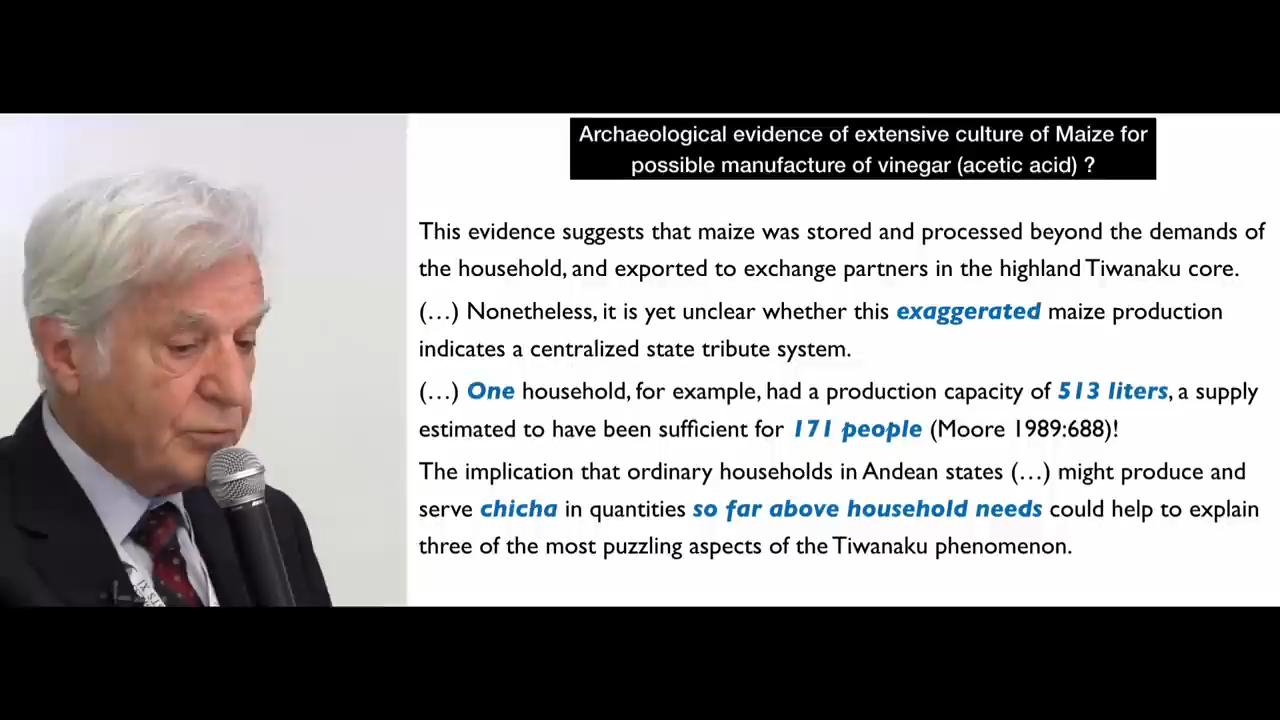 Archaeological evidence of extensive culture of Maize for
possible manufacture of vinegar (acetic acid) ?
This evidence suggests that maize was stored and processed beyond the demands of
the household, and exported to exchange partners in the highland Tiwanaku core.
(…) Nonetheless, it is yet unclear whether this exaggerated maize production
indicates a centralized state tribute system.
(…) One household, for example, had a production capacity of 513 liters, a supply
estimated to have been sufficient for 171 people (Moore 1989:688)!
The implication that ordinary households in Andean states (…) might produce and
serve chicha in quantities so far above household needs could help to explain
three of the most puzzling aspects of the Tiwanaku phenomenon.